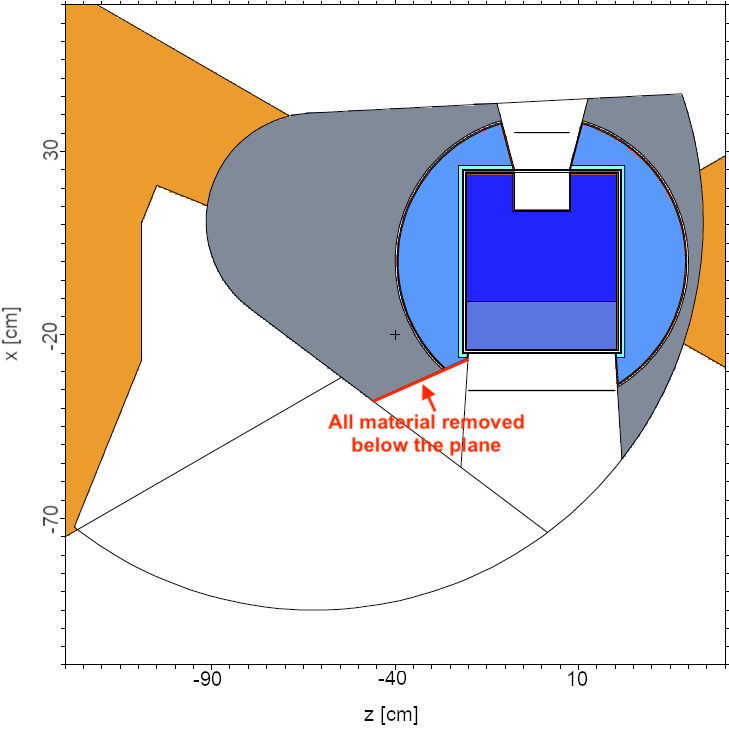 30
-20
-70
x [cm]
All material removed
below the plane
-90
-40
10
z [cm]